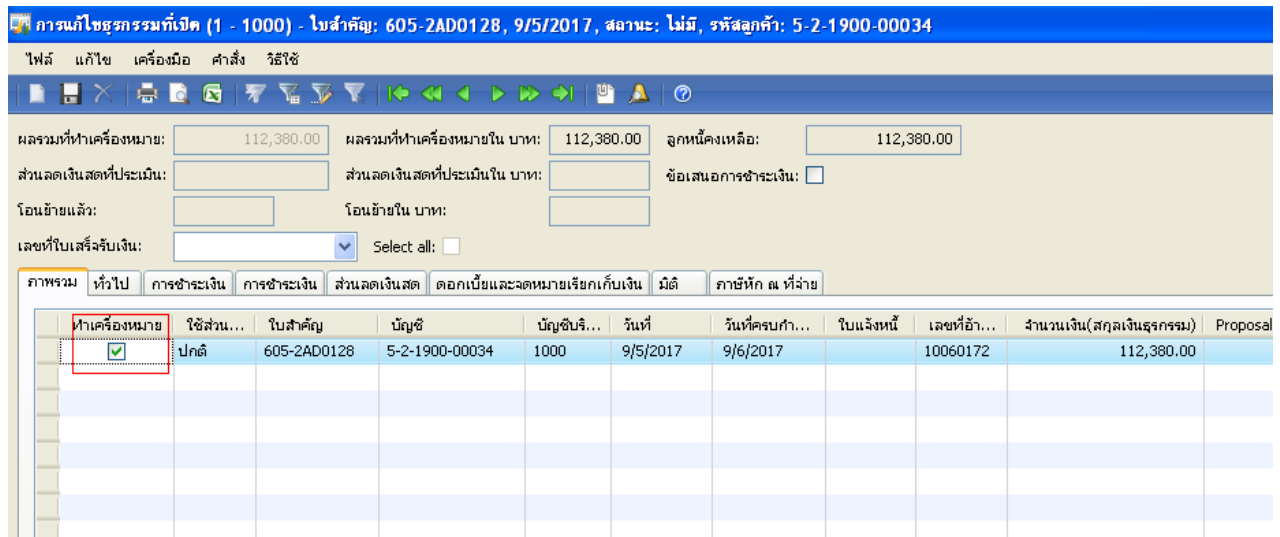 การแก้ไขธุรกรรมที่เปิด (1 - 1000) - ใบสำคัญ: 605-2AD0128, 9/5/2017, สถานะ: ไม่มี, รหัสลูกค้า: 5-2-1900-00034
ไฟล์ แก้ไข เครื่องมือ คำสั่ง วิธีใช้
ผลรวมที่ทำเครื่องหมาย: 112,380.00 ผลรวมที่ทำเครื่องหมายใน บาท: 112,380.00 ลูกหนี้คงเหลือ: 112,380.00
ส่วนลดเงินสดที่ประเมิน: ส่วนลดเงินสดที่ประเมินใน บาท: ข้อเสนอการชำระเงิน:
โอนย้ายแล้ว: โอนย้ายใน บาท:
เลขที่ใบเสร็จรับเงิน: Select all:
ภาพรวม ทั่วไป การชำระเงิน การชำระเงิน ส่วนลดเงินสด ดอกเบี้ยและจดหมายเรียกเก็บเงิน มิติ ภาษีหัก ณ ที่จ่าย
ทำเครื่องหมาย ใช้ส่วน... ใบสำคัญ บัญชี บัญชีบริ... วันที่ วันที่ครบกำ... ใบแจ้งหนี้ เลขที่อ้า... จำนวนเงิน(สกุลเงินธุรกรรม) Proposal
ปกติ 605-2AD0128 5-2-1900-00034 1000 9/5/2017 9/6/2017 10060172 112,380.00